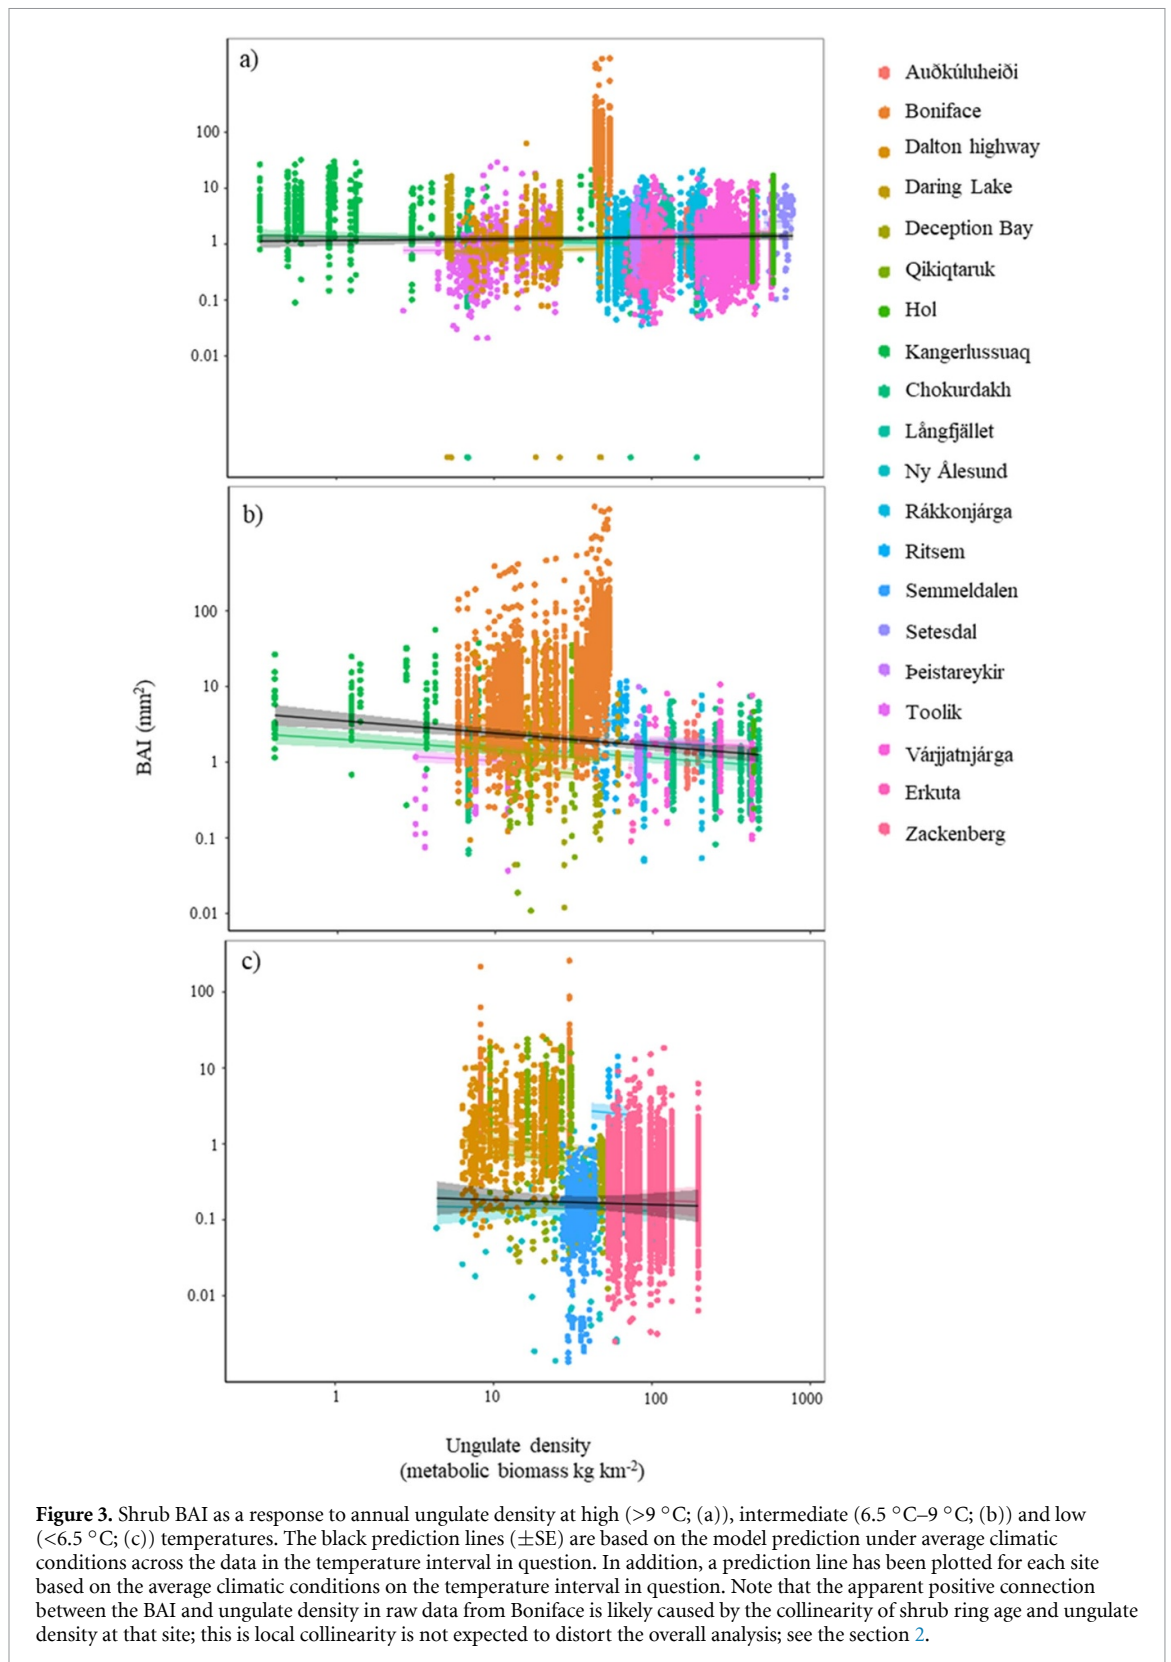 a)
100
10
1
0.1
0.01
b)
100
10
1
0.1
0.01
c)
100
10
1
0.1
0.01
1 10 100 1000
BAI (mm²)
Ungulate density
(metabolic biomass kg km⁻²)
Auðkúluheiði
Boniface
Dalton highway
Daring Lake
Deception Bay
Qikiqtaruk
Hol
Kangerlussuaq
Chokurdakh
Långfjället
Ny Ålesund
Rákkonjárga
Ritsem
Semmeldalen
Setesdal
Þeistareykir
Toolik
Várjjatnjárga
Erkuta
Zackenberg
Figure 3. Shrub BAI as a response to annual ungulate density at high (>9 °C; (a)), intermediate (6.5 °C–9 °C; (b)) and low
(<6.5 °C; (c)) temperatures. The black prediction lines (±SE) are based on the model prediction under average climatic
conditions across the data in the temperature interval in question. In addition, a prediction line has been plotted for each site
based on the average climatic conditions on the temperature interval in question. Note that the apparent positive connection
between the BAI and ungulate density in raw data from Boniface is likely caused by the collinearity of shrub ring age and ungulate
density at that site; this is local collinearity is not expected to distort the overall analysis; see the section 2.